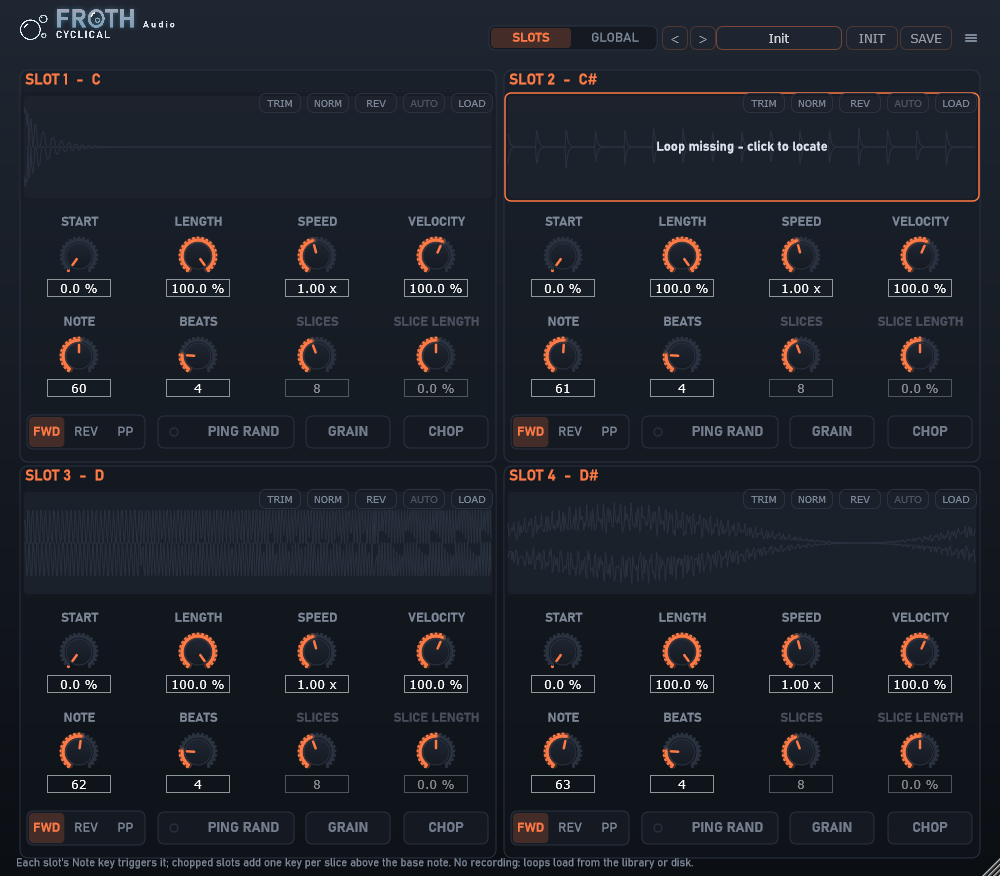 FROTH Audio
CYCLICAL
SLOTS GLOBAL < > Init INIT SAVE
SLOT 1 - C
TRIM NORM REV AUTO LOAD
START LENGTH SPEED VELOCITY
0.0 % 100.0 % 1.00 x 100.0 %
NOTE BEATS SLICES SLICE LENGTH
60 4 8 0.0 %
FWD REV PP PING RAND GRAIN CHOP
SLOT 2 - C#
TRIM NORM REV AUTO LOAD
Loop missing - click to locate
START LENGTH SPEED VELOCITY
0.0 % 100.0 % 1.00 x 100.0 %
NOTE BEATS SLICES SLICE LENGTH
61 4 8 0.0 %
FWD REV PP PING RAND GRAIN CHOP
SLOT 3 - D
TRIM NORM REV AUTO LOAD
START LENGTH SPEED VELOCITY
0.0 % 100.0 % 1.00 x 100.0 %
NOTE BEATS SLICES SLICE LENGTH
62 4 8 0.0 %
FWD REV PP PING RAND GRAIN CHOP
SLOT 4 - D#
TRIM NORM REV AUTO LOAD
START LENGTH SPEED VELOCITY
0.0 % 100.0 % 1.00 x 100.0 %
NOTE BEATS SLICES SLICE LENGTH
63 4 8 0.0 %
FWD REV PP PING RAND GRAIN CHOP
Each slot's Note key triggers it; chopped slots add one key per slice above the base note. No recording: loops load from the library or disk.